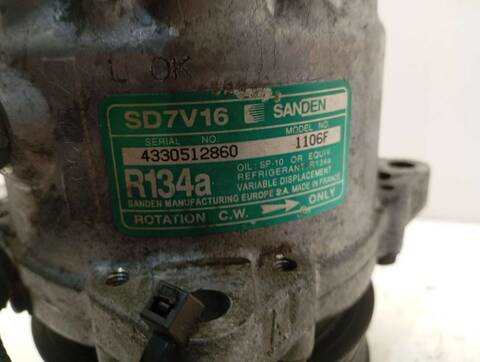 L OK
SD7V16 SANDEN
SERIAL NO. MODEL NO.
4330512860 1106F
R134a
OIL: SP-10 OR EQUIV.
REFRIGERANT: R134a
VARIABLE DISPLACEMENT
SANDEN MANUFACTURING EUROPE S.A. MADE IN FRANCE
ROTATION C.W. ONLY